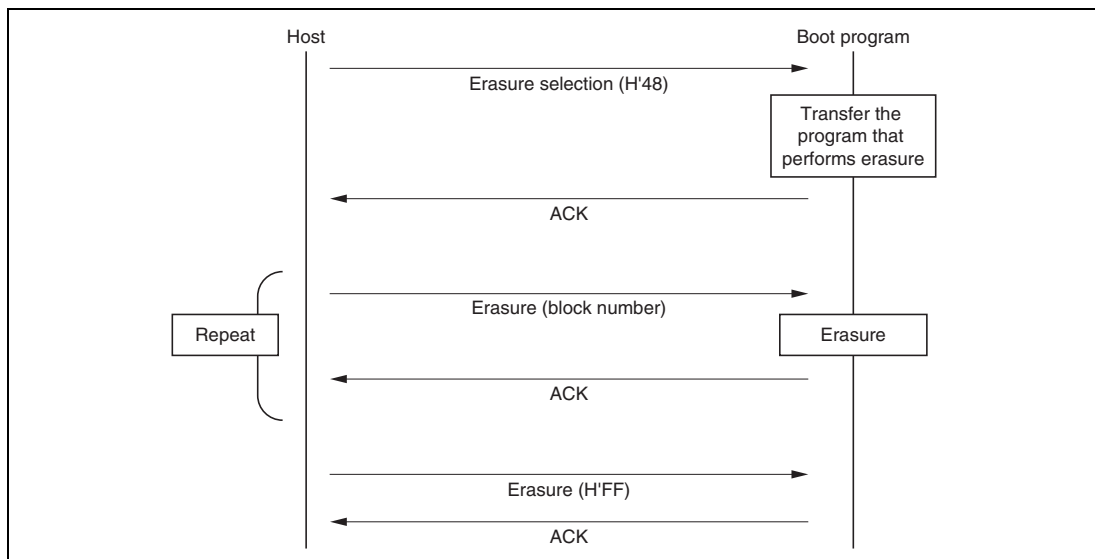 Host
Boot program
Erasure selection (H'48)
Transfer the
program that
performs erasure
ACK
Erasure (block number)
Repeat
Erasure
ACK
Erasure (H'FF)
ACK